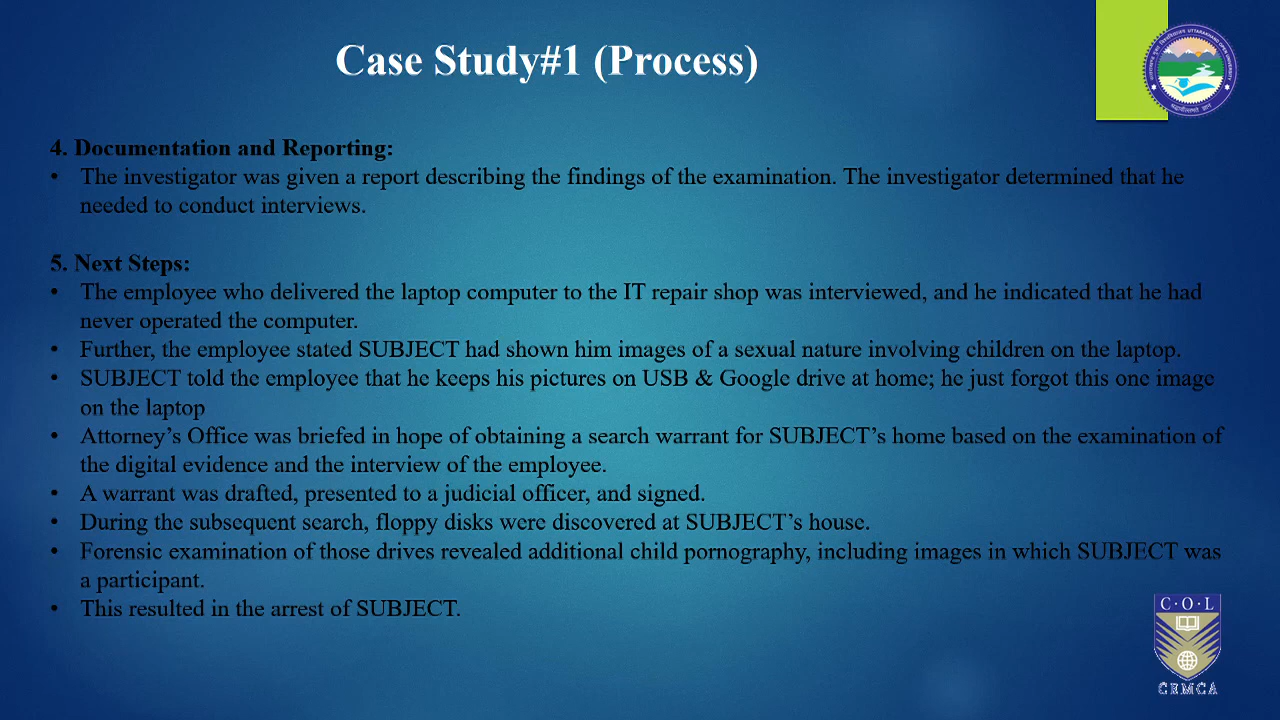 Case Study#1 (Process)
4. Documentation and Reporting:
• The investigator was given a report describing the findings of the examination. The investigator determined that he
needed to conduct interviews.
5. Next Steps:
• The employee who delivered the laptop computer to the IT repair shop was interviewed, and he indicated that he had
never operated the computer.
• Further, the employee stated SUBJECT had shown him images of a sexual nature involving children on the laptop.
• SUBJECT told the employee that he keeps his pictures on USB & Google drive at home; he just forgot this one image
on the laptop
• Attorney’s Office was briefed in hope of obtaining a search warrant for SUBJECT’s home based on the examination of
the digital evidence and the interview of the employee.
• A warrant was drafted, presented to a judicial officer, and signed.
• During the subsequent search, floppy disks were discovered at SUBJECT’s house.
• Forensic examination of those drives revealed additional child pornography, including images in which SUBJECT was
a participant.
• This resulted in the arrest of SUBJECT.
UTTARAKHAND OPEN UNIVERSITY
C·O·L
CEMCA